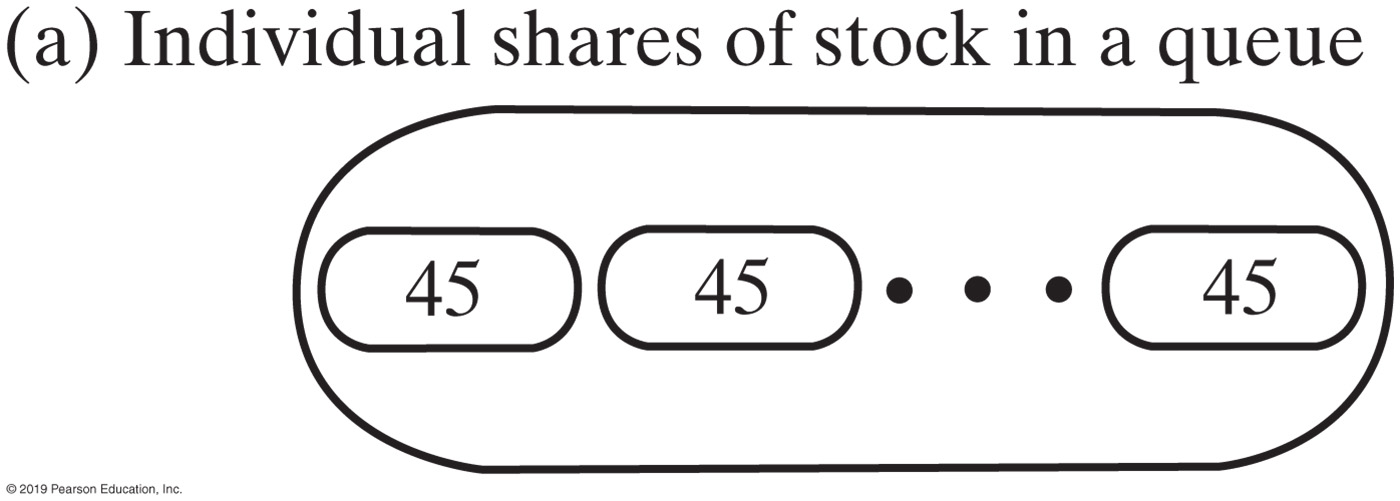 (a) Individual shares of stock in a queue
45 45 • • • 45
© 2019 Pearson Education, Inc.